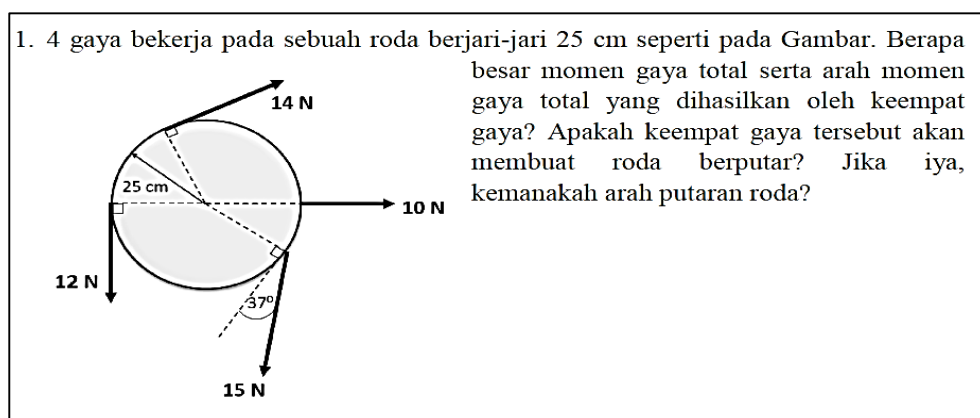 1. 4 gaya bekerja pada sebuah roda berjari-jari 25 cm seperti pada Gambar. Berapa
besar momen gaya total serta arah momen
gaya total yang dihasilkan oleh keempat
gaya? Apakah keempat gaya tersebut akan
membuat roda berputar? Jika iya,
kemanakah arah putaran roda?
14 N
25 cm
10 N
12 N
37⁰
15 N